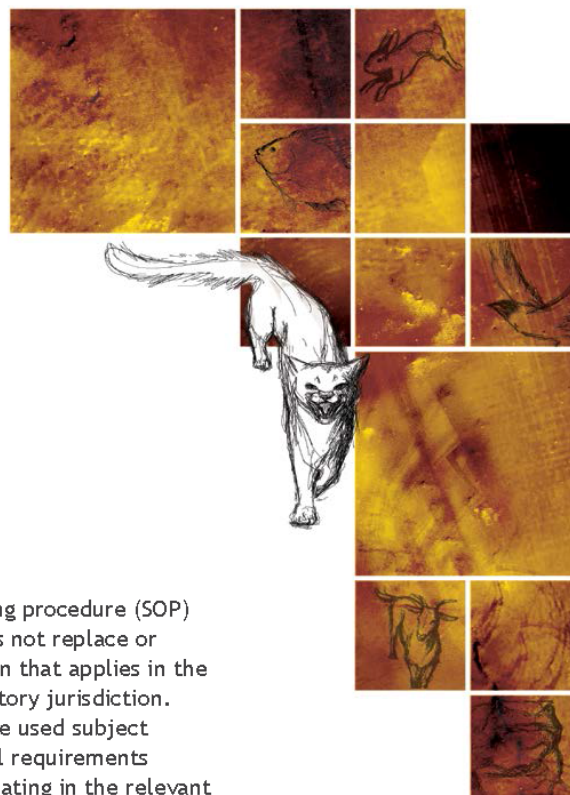 ng procedure (SOP)
s not replace or
n that applies in the
tory jurisdiction.
e used subject
l requirements
ating in the relevant